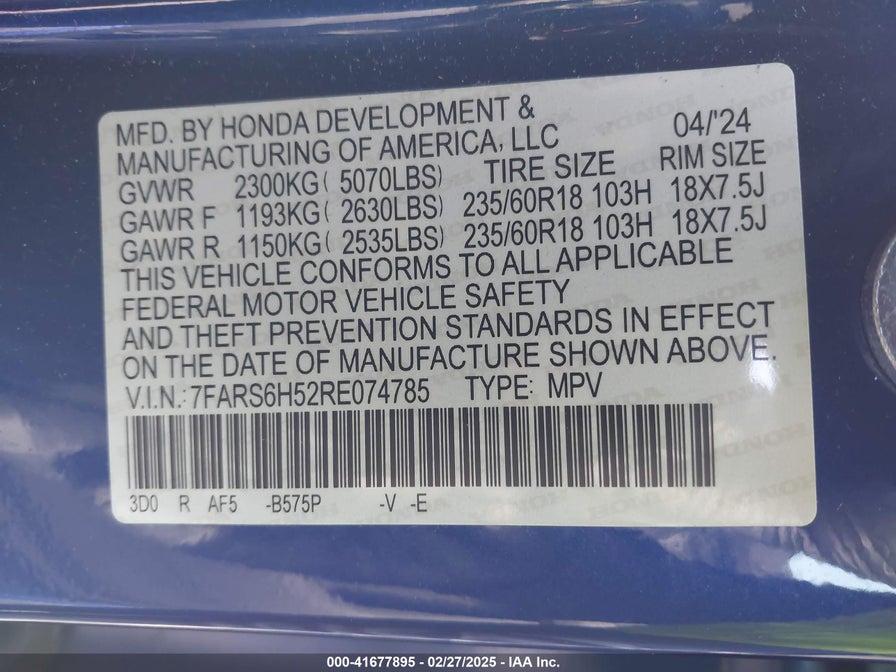 MFD. BY HONDA DEVELOPMENT &
MANUFACTURING OF AMERICA, LLC 04/'24
GVWR 2300KG( 5070LBS) TIRE SIZE RIM SIZE
GAWR F 1193KG( 2630LBS) 235/60R18 103H 18X7.5J
GAWR R 1150KG( 2535LBS) 235/60R18 103H 18X7.5J
THIS VEHICLE CONFORMS TO ALL APPLICABLE
FEDERAL MOTOR VEHICLE SAFETY
AND THEFT PREVENTION STANDARDS IN EFFECT
ON THE DATE OF MANUFACTURE SHOWN ABOVE.
V.I.N.: 7FARS6H52RE074785 TYPE: MPV
3D0 R AF5 -B575P -V -E
000-41677895 - 02/27/2025 - IAA Inc.